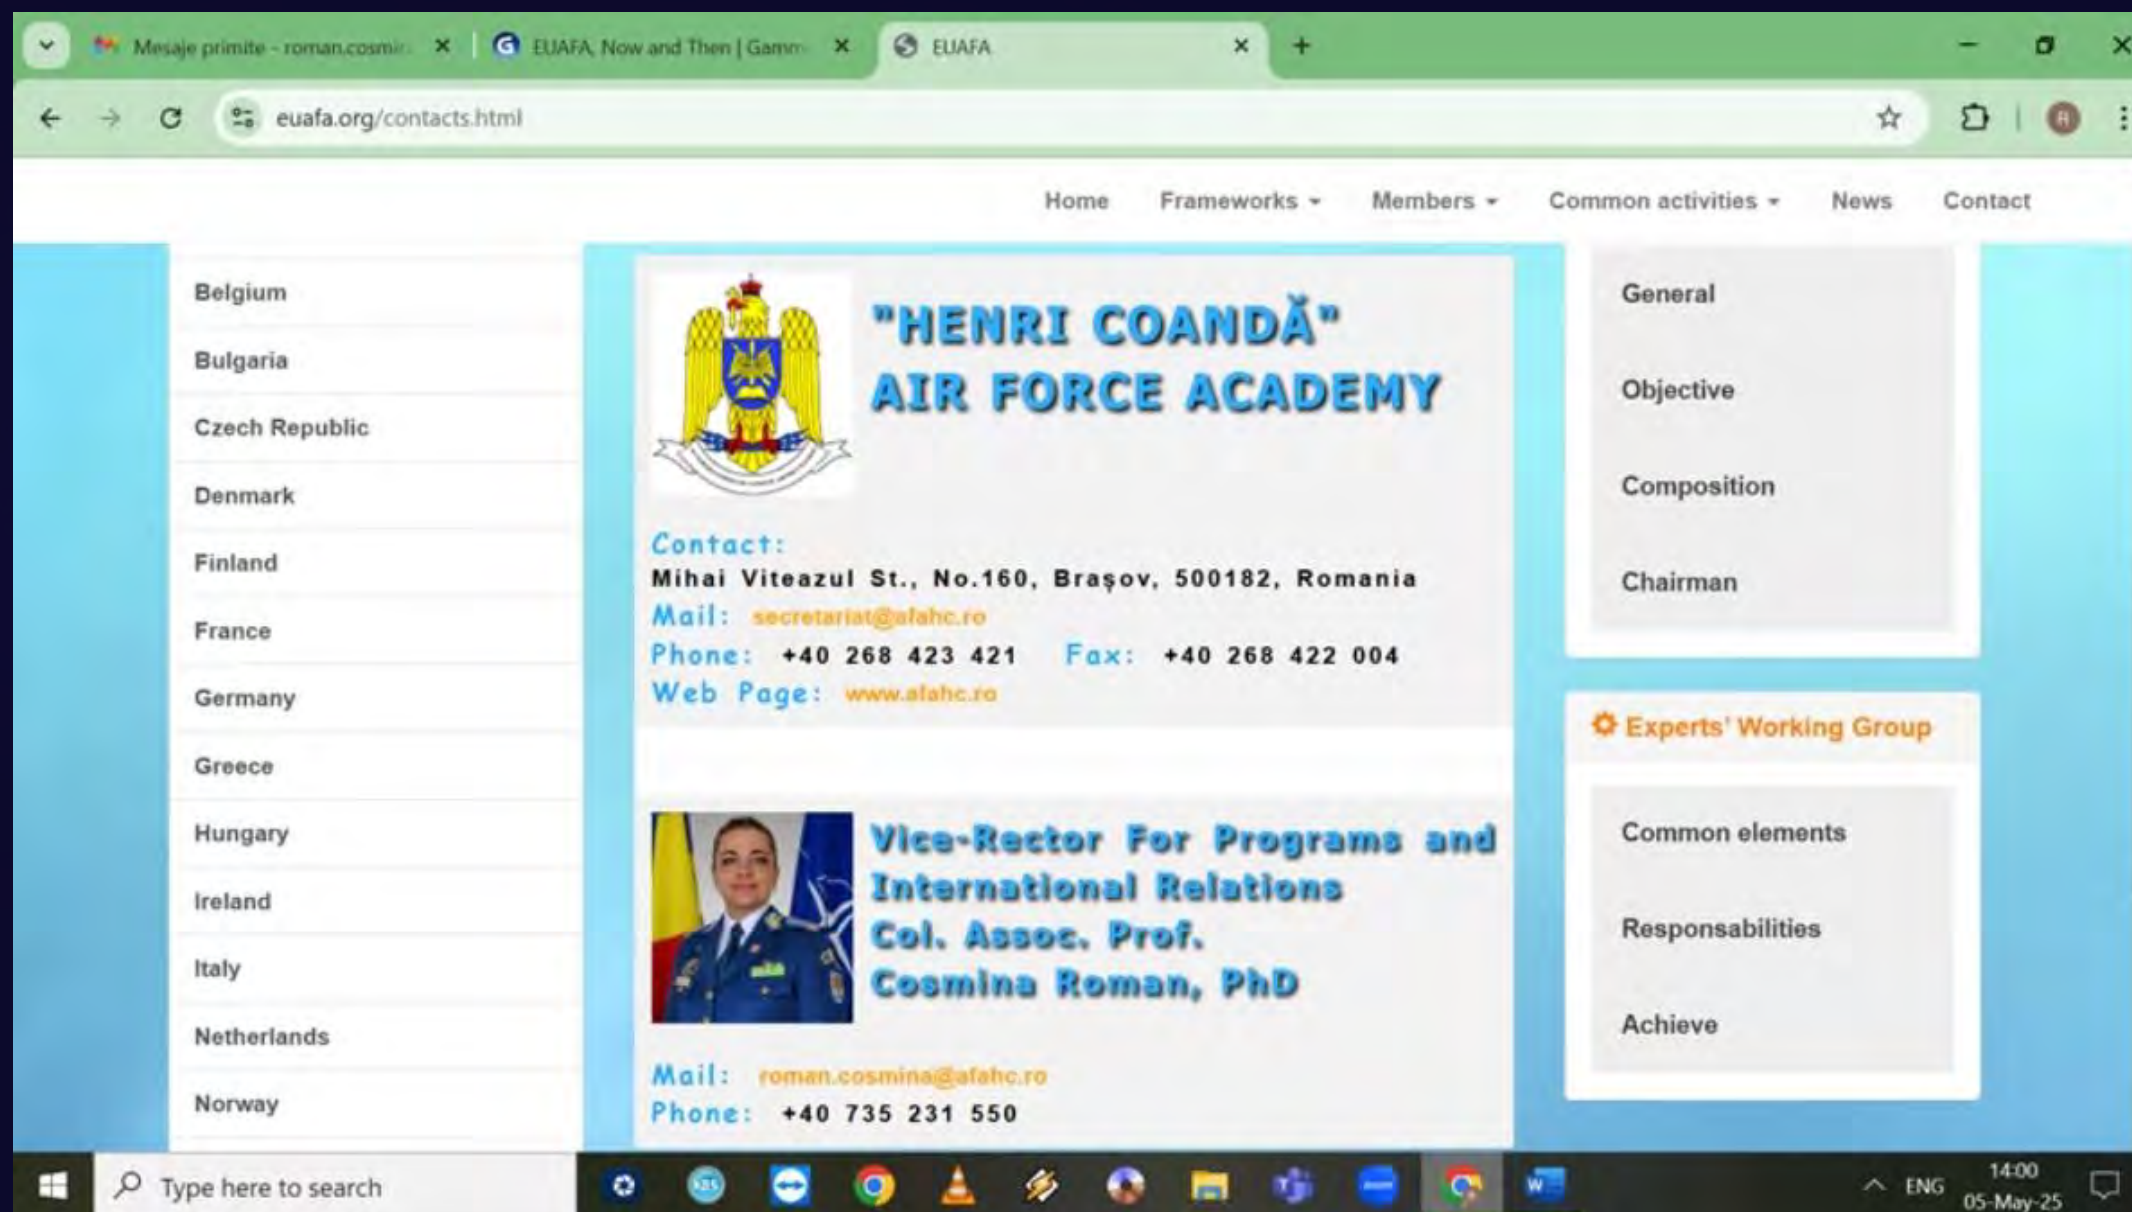 Mesaje primite - roman.cosmin
EUAFA, Now and Then | Gamm
EUAFA
euafa.org/contacts.html
Home Frameworks Members Common activities News Contact
Belgium
Bulgaria
Czech Republic
Denmark
Finland
France
Germany
Greece
Hungary
Ireland
Italy
Netherlands
Norway
"HENRI COANDĂ"
AIR FORCE ACADEMY
Contact:
Mihai Viteazul St., No.160, Brașov, 500182, Romania
Mail: secretariat@afahc.ro
Phone: +40 268 423 421 Fax: +40 268 422 004
Web Page: www.afahc.ro
Vice-Rector For Programs and
International Relations
Col. Assoc. Prof.
Cosmina Roman, PhD
Mail: roman.cosmina@afahc.ro
Phone: +40 735 231 550
General
Objective
Composition
Chairman
Experts' Working Group
Common elements
Responsabilities
Achieve
Type here to search
ENG
14:00
05-May-25